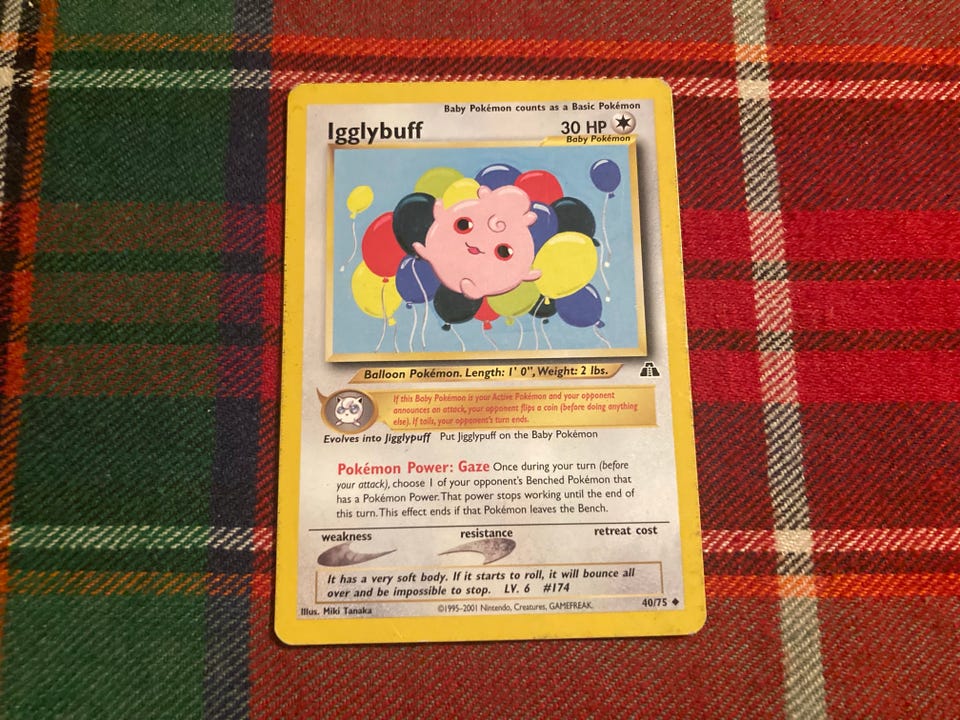 Baby Pokémon counts as a Basic Pokémon
Igglybuff 30 HP
Baby Pokémon
Balloon Pokémon. Length: 1' 0", Weight: 2 lbs.
If this Baby Pokémon is your Active Pokémon and your opponent
announces an attack, your opponent flips a coin (before doing anything
else). If tails, your opponent's turn ends.
Evolves into Jigglypuff Put Jigglypuff on the Baby Pokémon
Pokémon Power: Gaze Once during your turn (before
your attack), choose 1 of your opponent's Benched Pokémon that
has a Pokémon Power. That power stops working until the end of
this turn. This effect ends if that Pokémon leaves the Bench.
weakness resistance retreat cost
It has a very soft body. If it starts to roll, it will bounce all
over and be impossible to stop. LV. 6 #174
Illus. Miki Tanaka ©1995-2001 Nintendo, Creatures, GAMEFREAK. 40/75